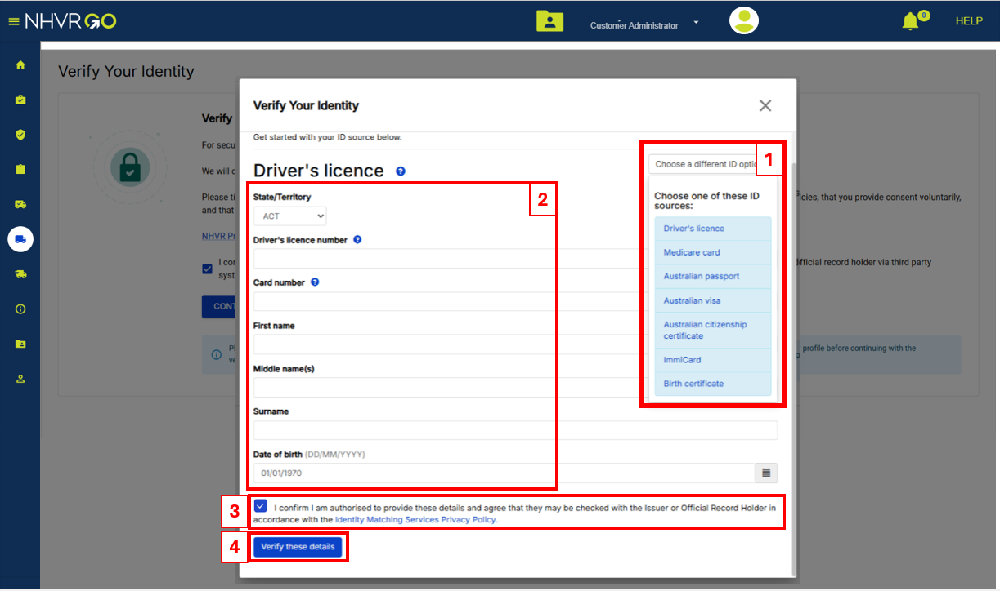 NHVR GO
Customer Administrator
0
HELP
Verify Your Identity
Verify
For secu
We will d
Please ti
and that
NHVR Pr
I cor
syste
CONT
cies, that you provide consent voluntarily,
fficial record holder via third party
profile before continuing with the
Verify Your Identity
Get started with your ID source below.
1
Choose a different ID optio
Choose one of these ID
sources:
Driver's licence
Medicare card
Australian passport
Australian visa
Australian citizenship
certificate
ImmiCard
Birth certificate
Driver's licence ?
2
State/Territory
ACT
Driver's licence number ?
Card number ?
First name
Middle name(s)
Surname
Date of birth (DD/MM/YYYY)
01/01/1970
3
I confirm I am authorised to provide these details and agree that they may be checked with the Issuer or Official Record Holder in
accordance with the Identity Matching Services Privacy Policy.
4
Verify these details